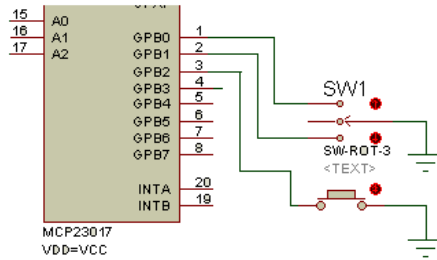 15 A0
16 A1
17 A2
GPB0 1
GPB1 2
GPB2 3
GPB3 4
GPB4 5
GPB5 6
GPB6 7
GPB7 8
INTA 20
INTB 19
MCP23017
VDD=VCC
SW1
SW-ROT-3
<TEXT>